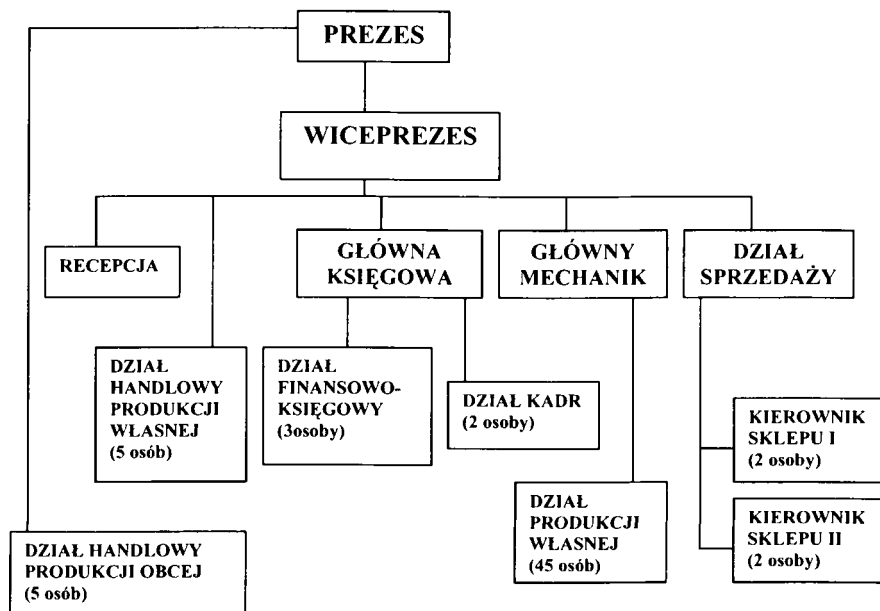 PREZES
WICEPREZES
RECEPCJA
GŁÓWNA
KSIĘGOWA
GŁÓWNY
MECHANIK
DZIAŁ
SPRZEDAŻY
DZIAŁ
HANDLOWY
PRODUKCJI
WŁASNEJ
(5 osób)
DZIAŁ
FINANSOWO-
KSIĘGOWY
(3osoby)
DZIAŁ KADR
(2 osoby)
KIEROWNIK
SKLEPU I
(2 osoby)
DZIAŁ
PRODUKCJI
WŁASNEJ
(45 osób)
KIEROWNIK
SKLEPU II
(2 osoby)
DZIAŁ HANDLOWY
PRODUKCJI OBCEJ
(5 osób)